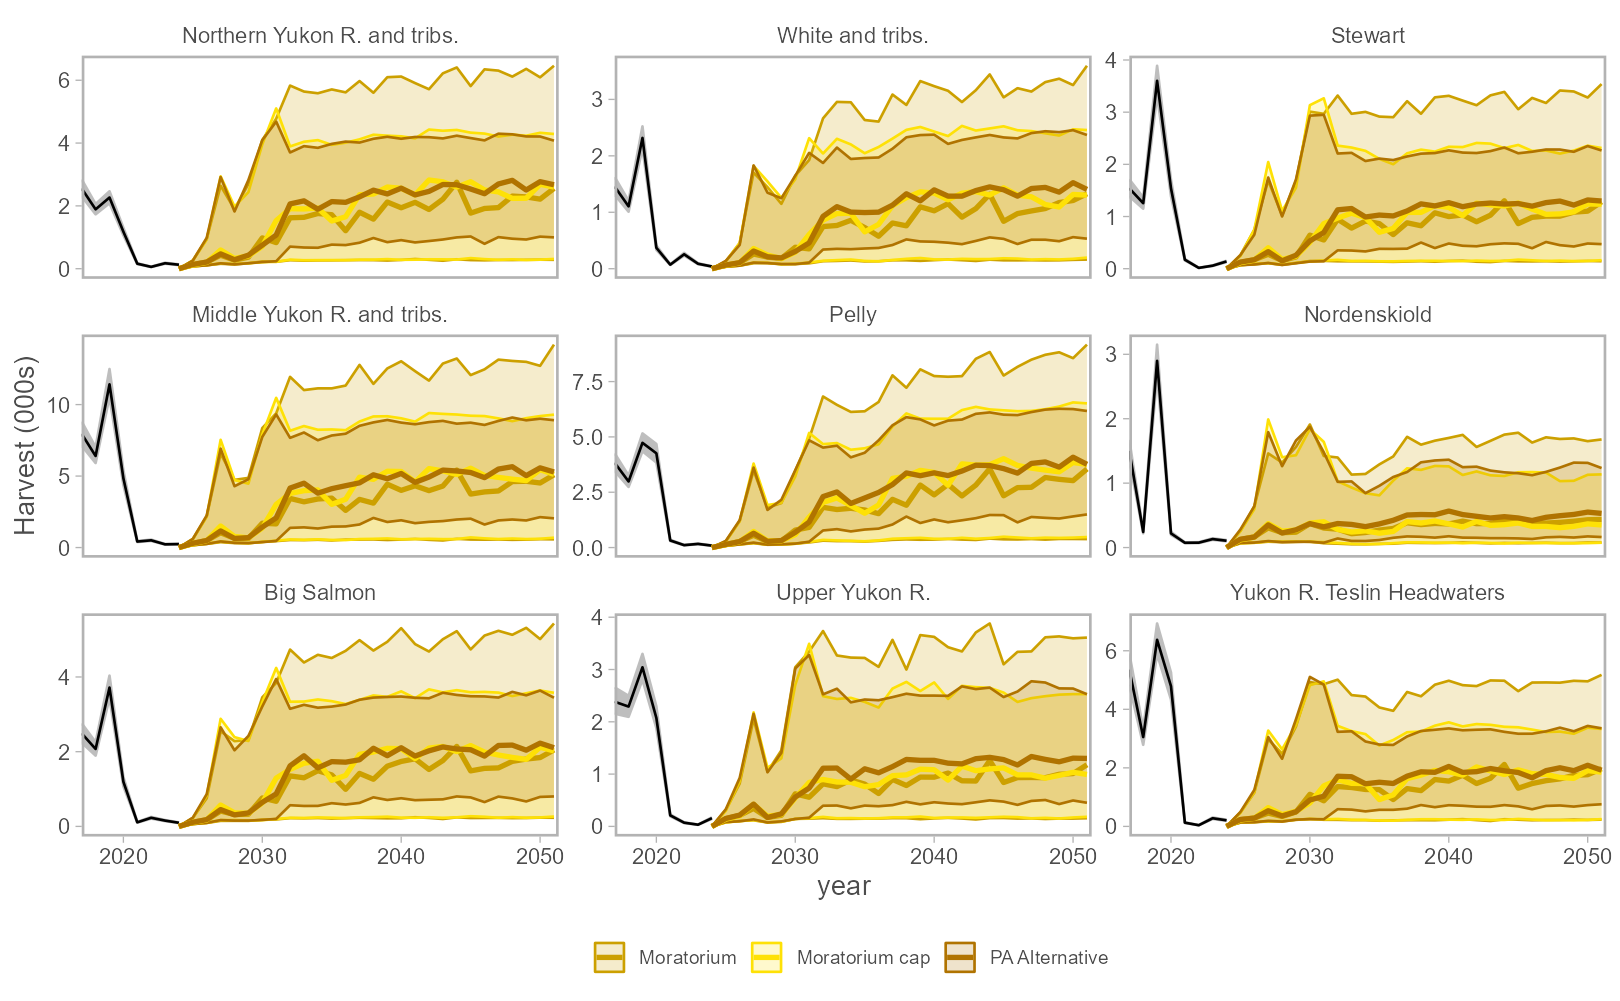 Northern Yukon R. and tribs.
White and tribs.
Stewart
6
4
2
0
3
2
1
0
4
3
2
1
0
Middle Yukon R. and tribs.
Pelly
Nordenskiold
Harvest (000s)
10
5
0
7.5
5.0
2.5
0.0
3
2
1
0
Big Salmon
Upper Yukon R.
Yukon R. Teslin Headwaters
4
2
0
4
3
2
1
0
6
4
2
0
2020 2030 2040 2050
2020 2030 2040 2050
2020 2030 2040 2050
year
Moratorium
Moratorium cap
PA Alternative